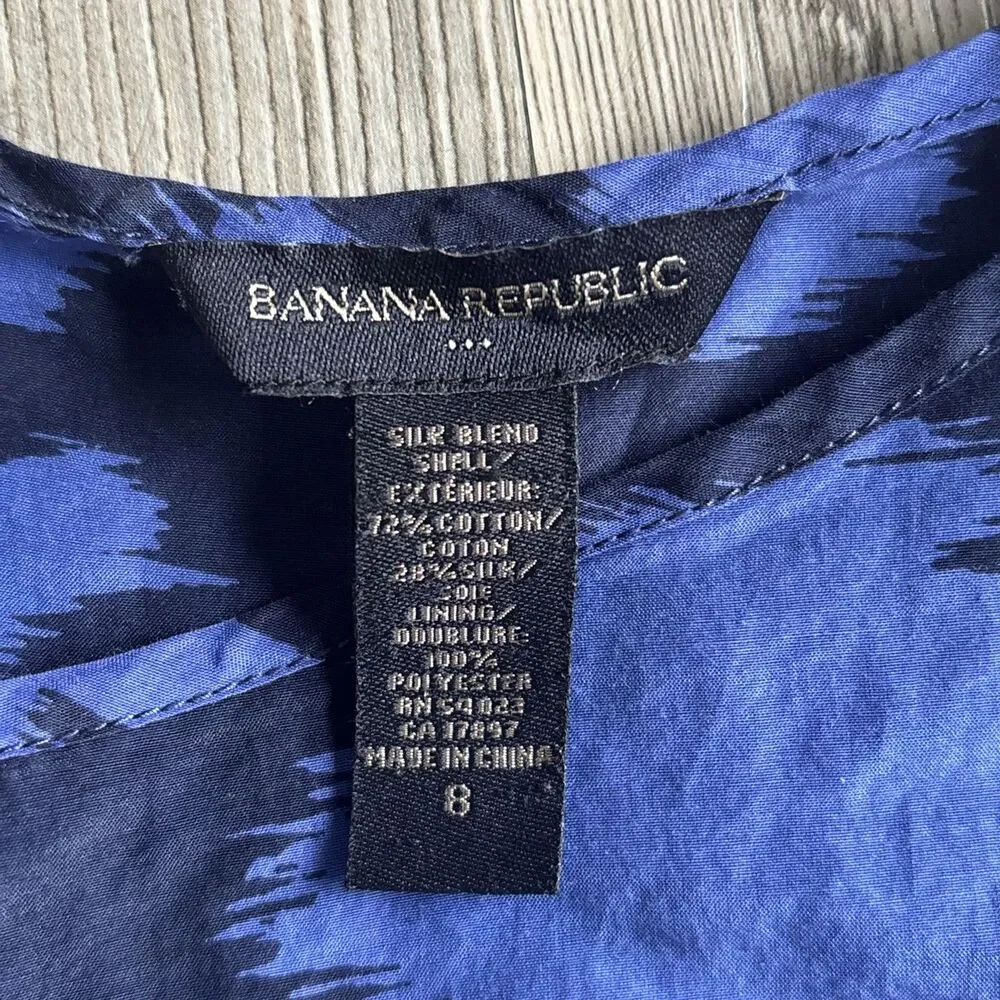 BANANA REPUBLIC
SILK BLEND
SHELL/
EXTÉRIEUR:
72% COTTON/
COTON
28% SILK/
SOIE
LINING/
DOUBLURE:
100%
POLYESTER
RN 54023
CA 17897
MADE IN CHINA
8